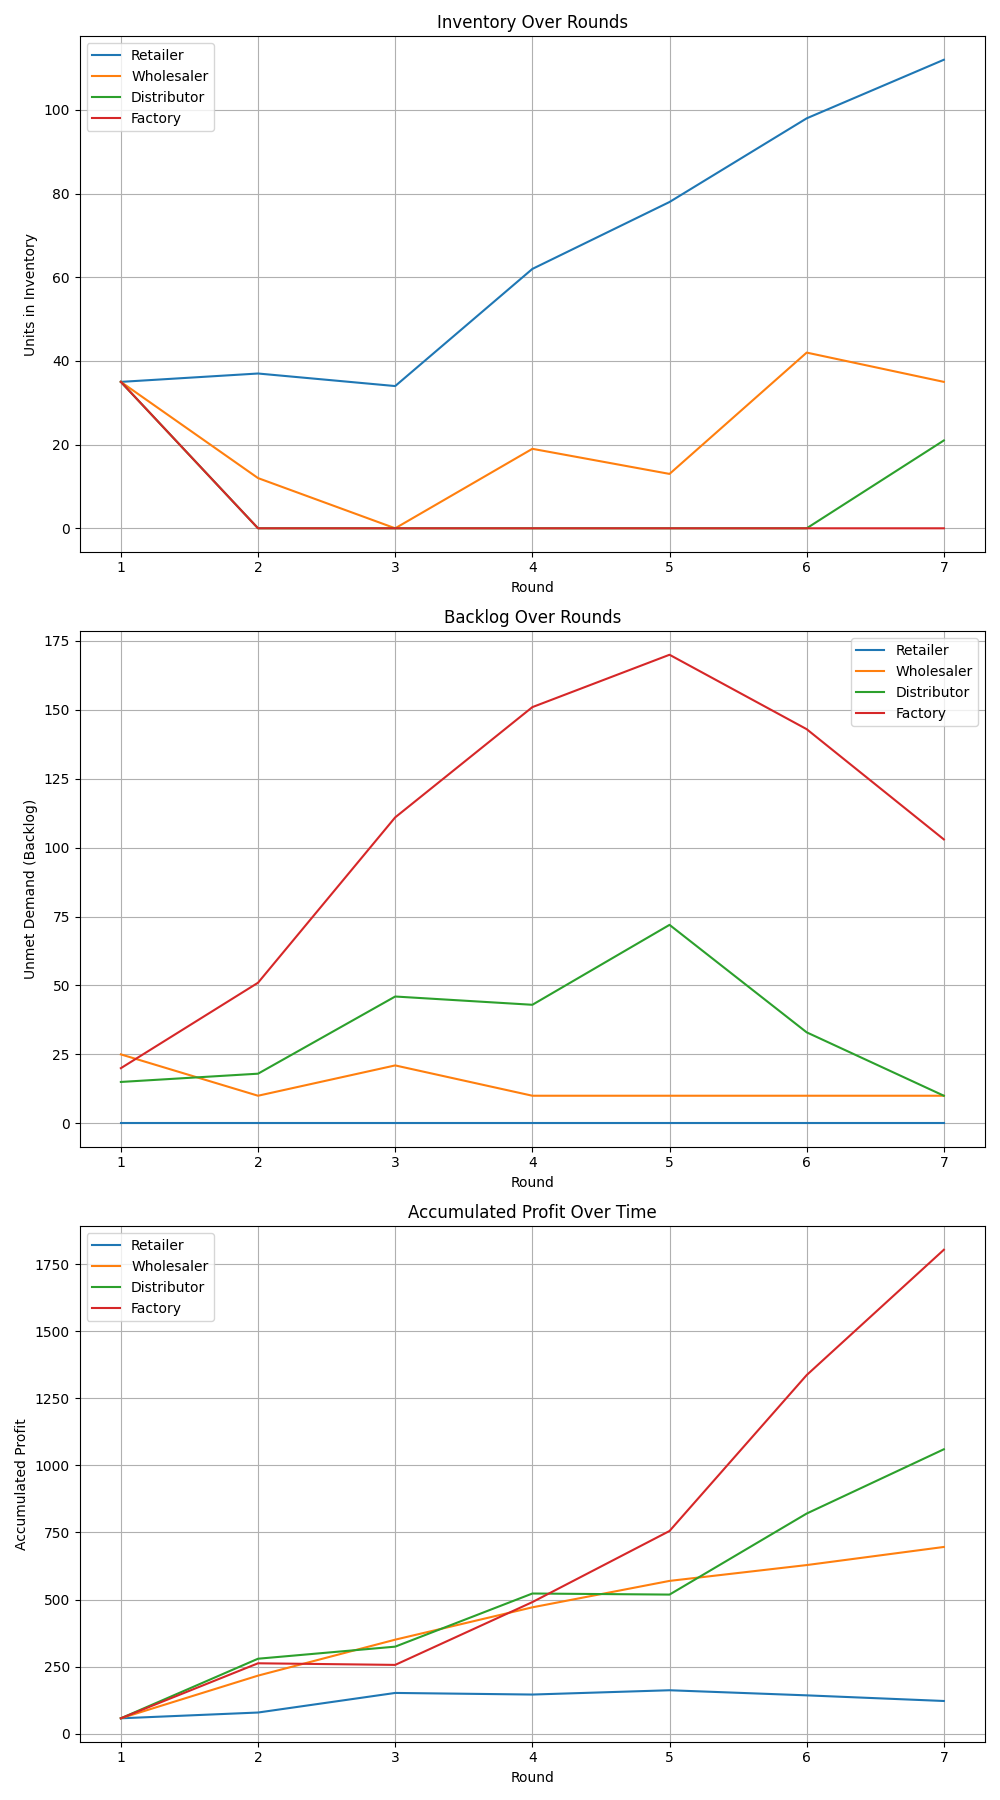 Inventory Over Rounds
Retailer
Wholesaler
Distributor
Factory
Units in Inventory
100
80
60
40
20
0
1 2 3 4 5 6 7
Round
Backlog Over Rounds
Retailer
Wholesaler
Distributor
Factory
Unmet Demand (Backlog)
175
150
125
100
75
50
25
0
1 2 3 4 5 6 7
Round
Accumulated Profit Over Time
Retailer
Wholesaler
Distributor
Factory
Accumulated Profit
1750
1500
1250
1000
750
500
250
0
1 2 3 4 5 6 7
Round